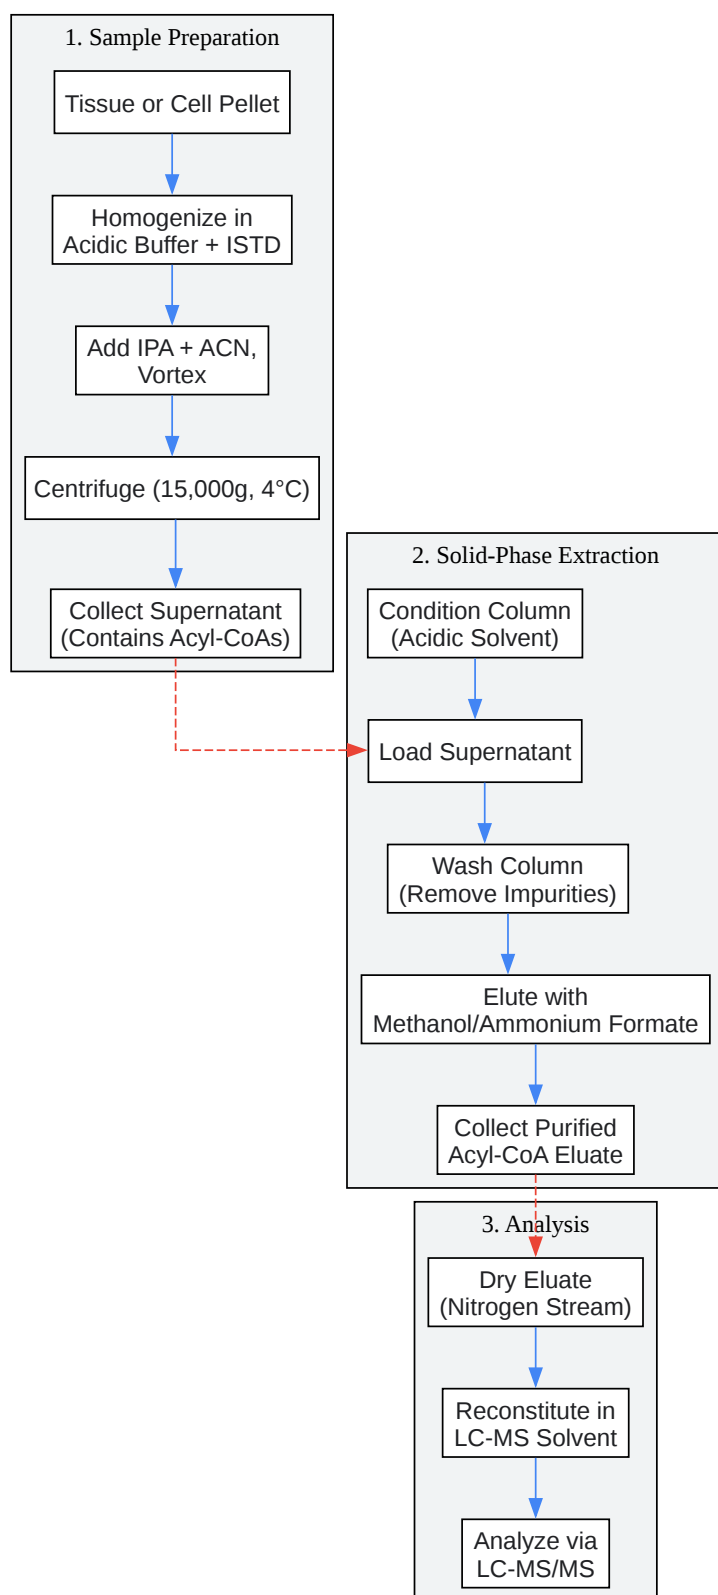 1. Sample Preparation
Tissue or Cell Pellet
Homogenize in
Acidic Buffer + ISTD
Add IPA + ACN,
Vortex
Centrifuge (15,000g, 4°C)
Collect Supernatant
(Contains Acyl-CoAs)
2. Solid-Phase Extraction
Condition Column
(Acidic Solvent)
Load Supernatant
Wash Column
(Remove Impurities)
Elute with
Methanol/Ammonium Formate
Collect Purified
Acyl-CoA Eluate
3. Analysis
Dry Eluate
(Nitrogen Stream)
Reconstitute in
LC-MS Solvent
Analyze via
LC-MS/MS